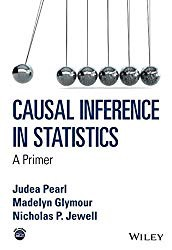 CAUSAL INFERENCE
IN STATISTICS
A Primer
Judea Pearl
Madelyn Glymour
Nicholas P. Jewell
WILEY